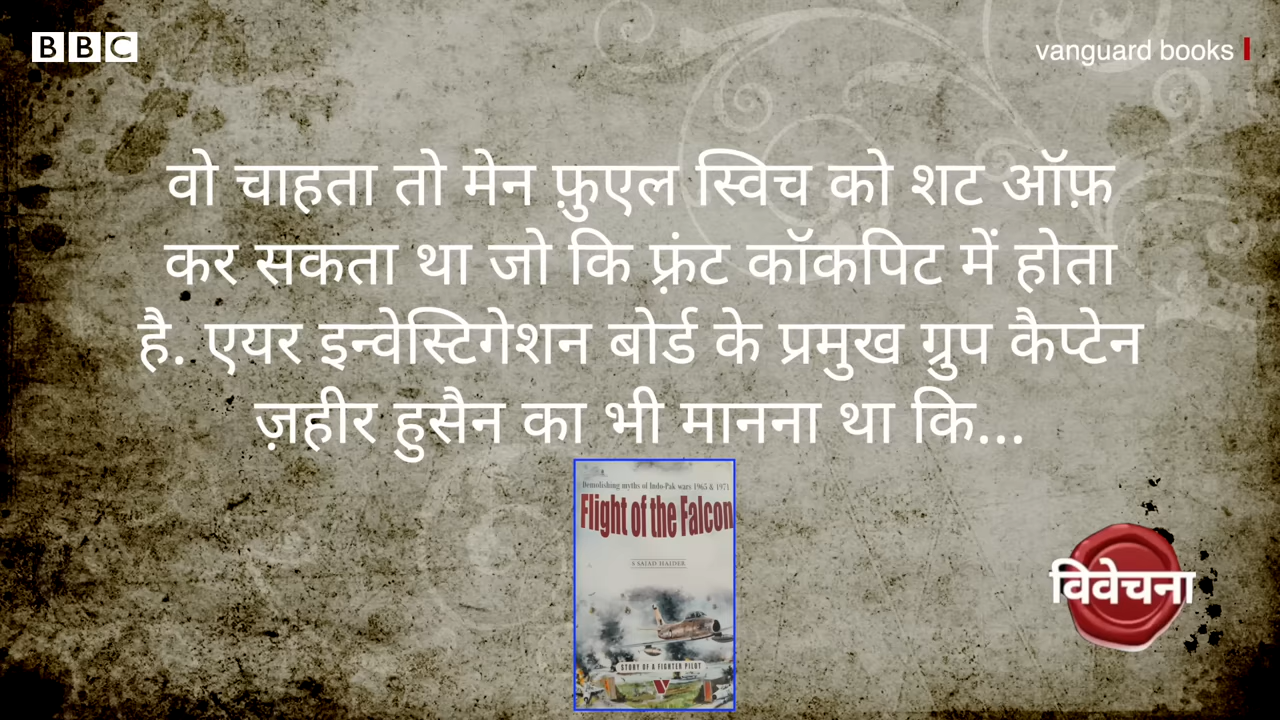 BBC
vanguard books
वो चाहता तो मेन फ़ुएल स्विच को शट ऑफ़
कर सकता था जो कि फ़्रंट कॉकपिट में होता
है. एयर इन्वेस्टिगेशन बोर्ड के प्रमुख ग्रुप कैप्टेन
ज़हीर हुसैन का भी मानना था कि...
Demolishing myths of Indo-Pak wars 1965 & 1971
Flight of the Falcon
S SAJAD HAIDER
STORY OF A FIGHTER PILOT
V
विवेचना